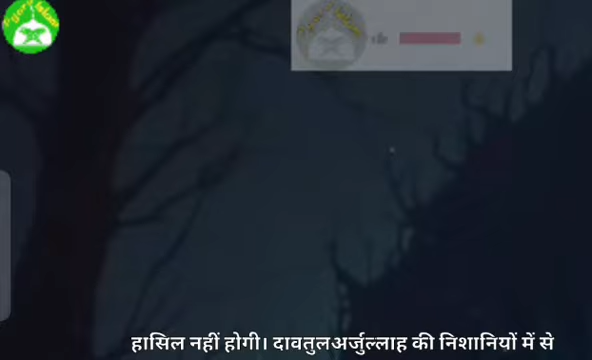 हासिल नहीं होगी। दावतुलअर्जुल्लाह की निशानियों में से